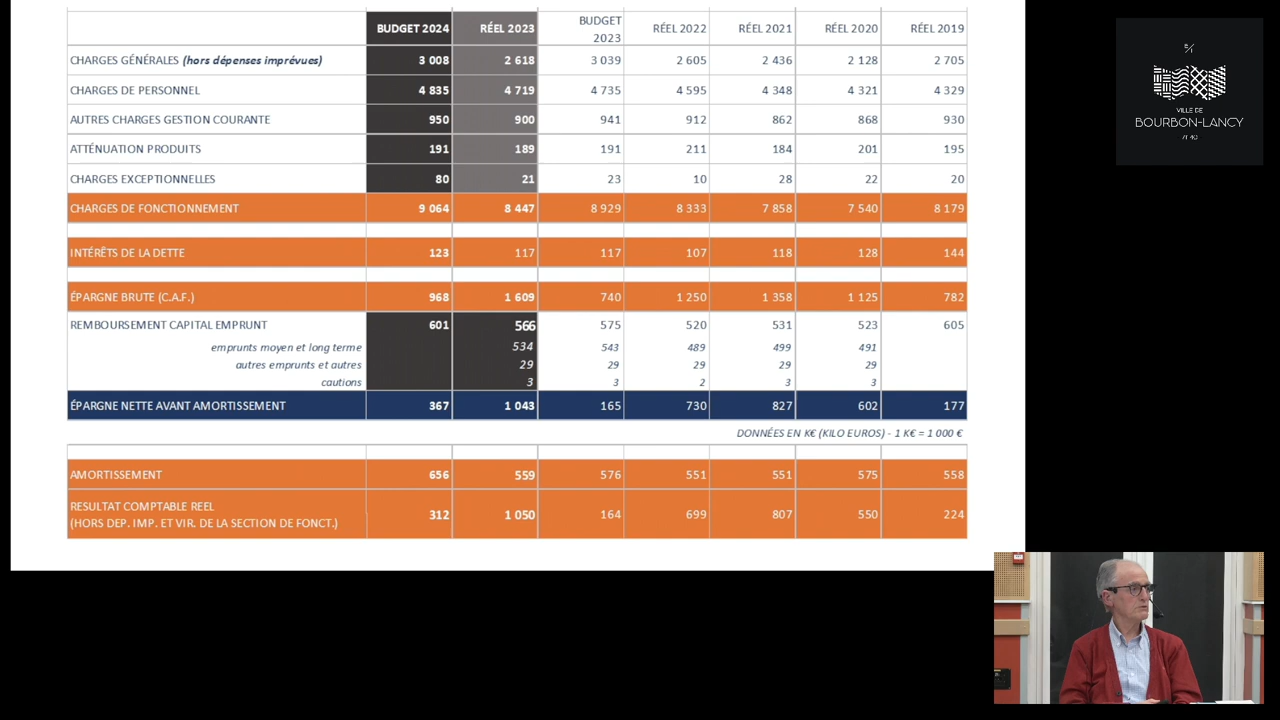 BUDGET 2024 RÉEL 2023 BUDGET 2023 RÉEL 2022 RÉEL 2021 RÉEL 2020 RÉEL 2019
CHARGES GÉNÉRALES (hors dépenses imprévues) 3 008 2 618 3 039 2 605 2 436 2 128 2 705
CHARGES DE PERSONNEL 4 835 4 719 4 735 4 595 4 348 4 321 4 329
AUTRES CHARGES GESTION COURANTE 950 900 941 912 862 868 930
ATTÉNUATION PRODUITS 191 189 191 211 184 201 195
CHARGES EXCEPTIONNELLES 80 21 23 10 28 22 20
CHARGES DE FONCTIONNEMENT 9 064 8 447 8 929 8 333 7 858 7 540 8 179
INTÉRÊTS DE LA DETTE 123 117 117 107 118 128 144
ÉPARGNE BRUTE (C.A.F.) 968 1 609 740 1 250 1 358 1 125 782
REMBOURSEMENT CAPITAL EMPRUNT 601 566 575 520 531 523 605
emprunts moyen et long terme 534 543 489 499 491
autres emprunts et autres 29 29 29 29 29
cautions 3 3 2 3 3
ÉPARGNE NETTE AVANT AMORTISSEMENT 367 1 043 165 730 827 602 177
DONNÉES EN K€ (KILO EUROS) - 1 K€ = 1 000 €
AMORTISSEMENT 656 559 576 551 551 575 558
RESULTAT COMPTABLE REEL
(HORS DEP. IMP. ET VIR. DE LA SECTION DE FONCT.) 312 1 050 164 699 807 550 224
VILLE DE
BOURBON-LANCY